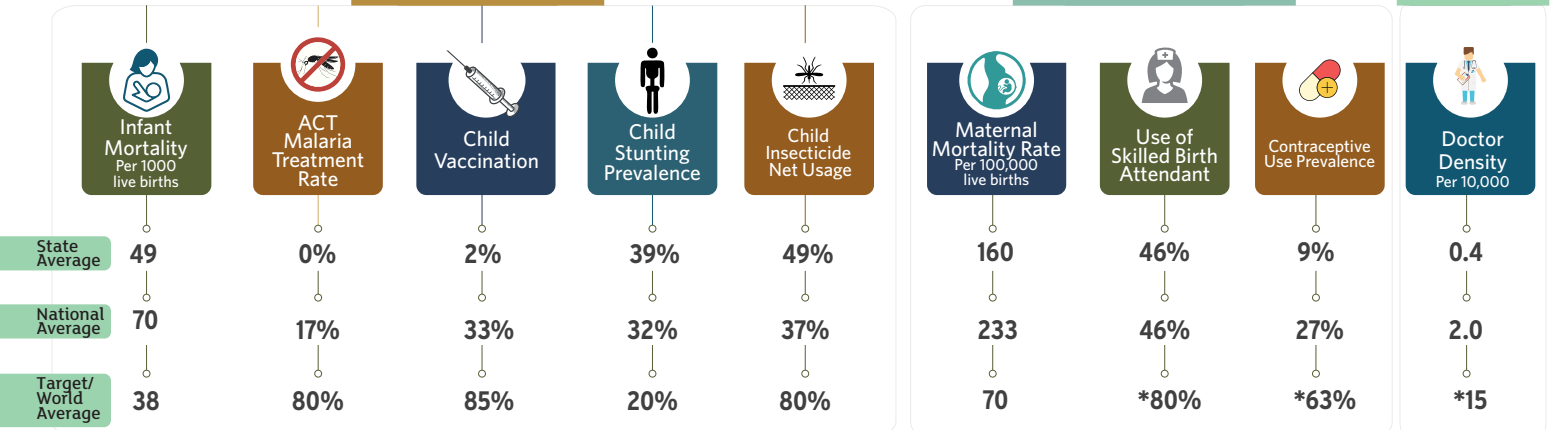 Infant
Mortality
Per 1000
live births
ACT
Malaria
Treatment
Rate
Child
Vaccination
Child
Stunting
Prevalence
Child
Insecticide
Net Usage
Maternal
Mortality Rate
Per 100,000
live births
Use of
Skilled Birth
Attendant
Contraceptive
Use Prevalence
Doctor
Density
Per 10,000
State
Average
49
0%
2%
39%
49%
160
46%
9%
0.4
National
Average
70
17%
33%
32%
37%
233
46%
27%
2.0
Target/
World
Average
38
80%
85%
20%
80%
70
*80%
*63%
*15